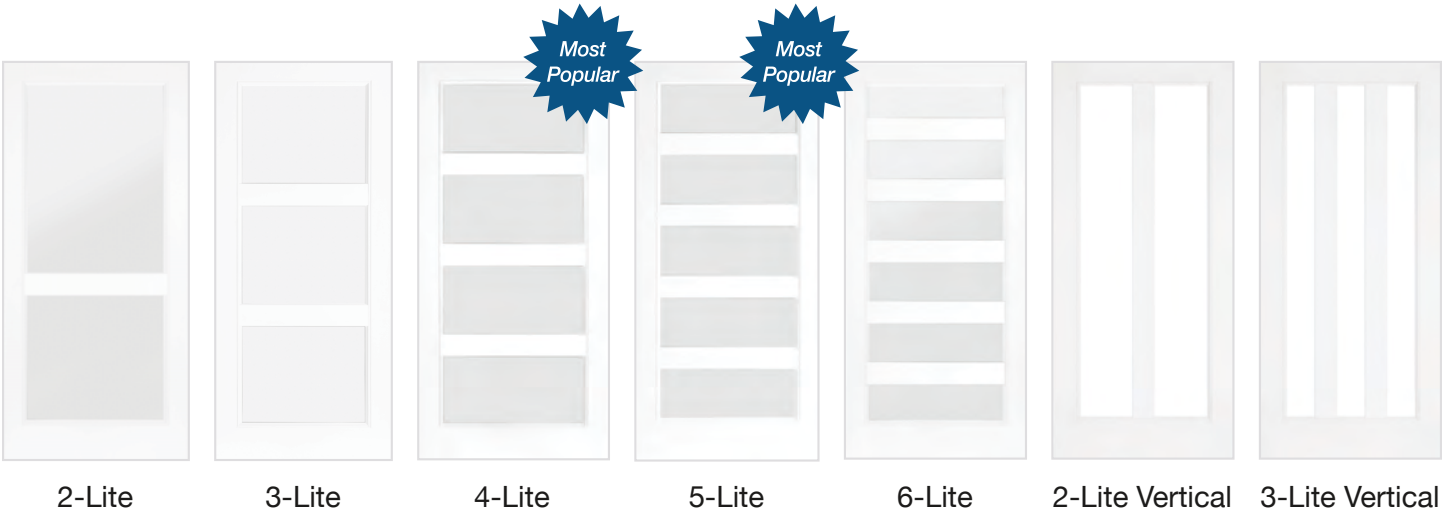 Most
Popular
Most
Popular
2-Lite
3-Lite
4-Lite
5-Lite
6-Lite
2-Lite Vertical
3-Lite Vertical